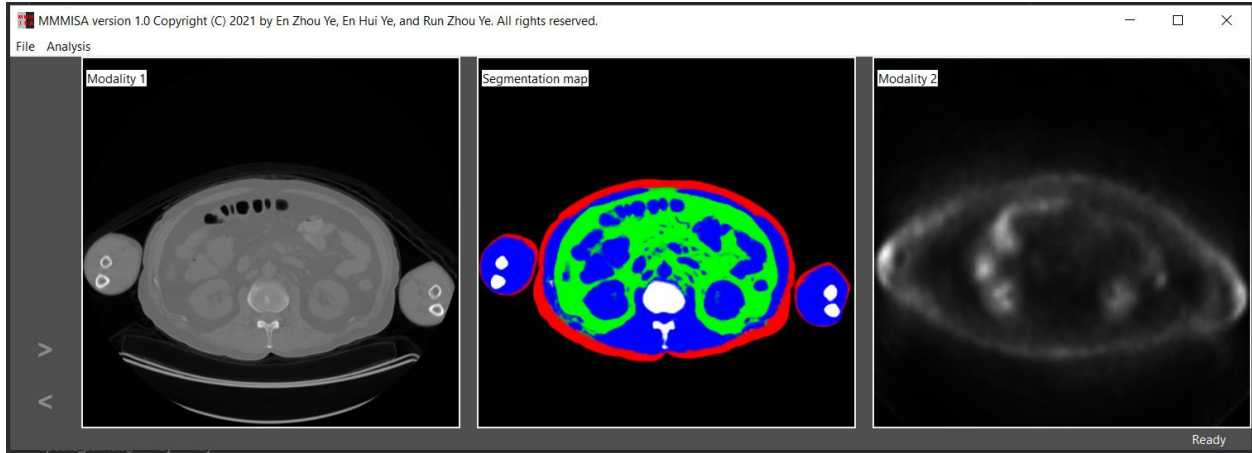 MMMISA version 1.0 Copyright (C) 2021 by En Zhou Ye, En Hui Ye, and Run Zhou Ye. All rights reserved.
File Analysis
Modality 1
Segmentation map
Modality 2
>
<
Ready